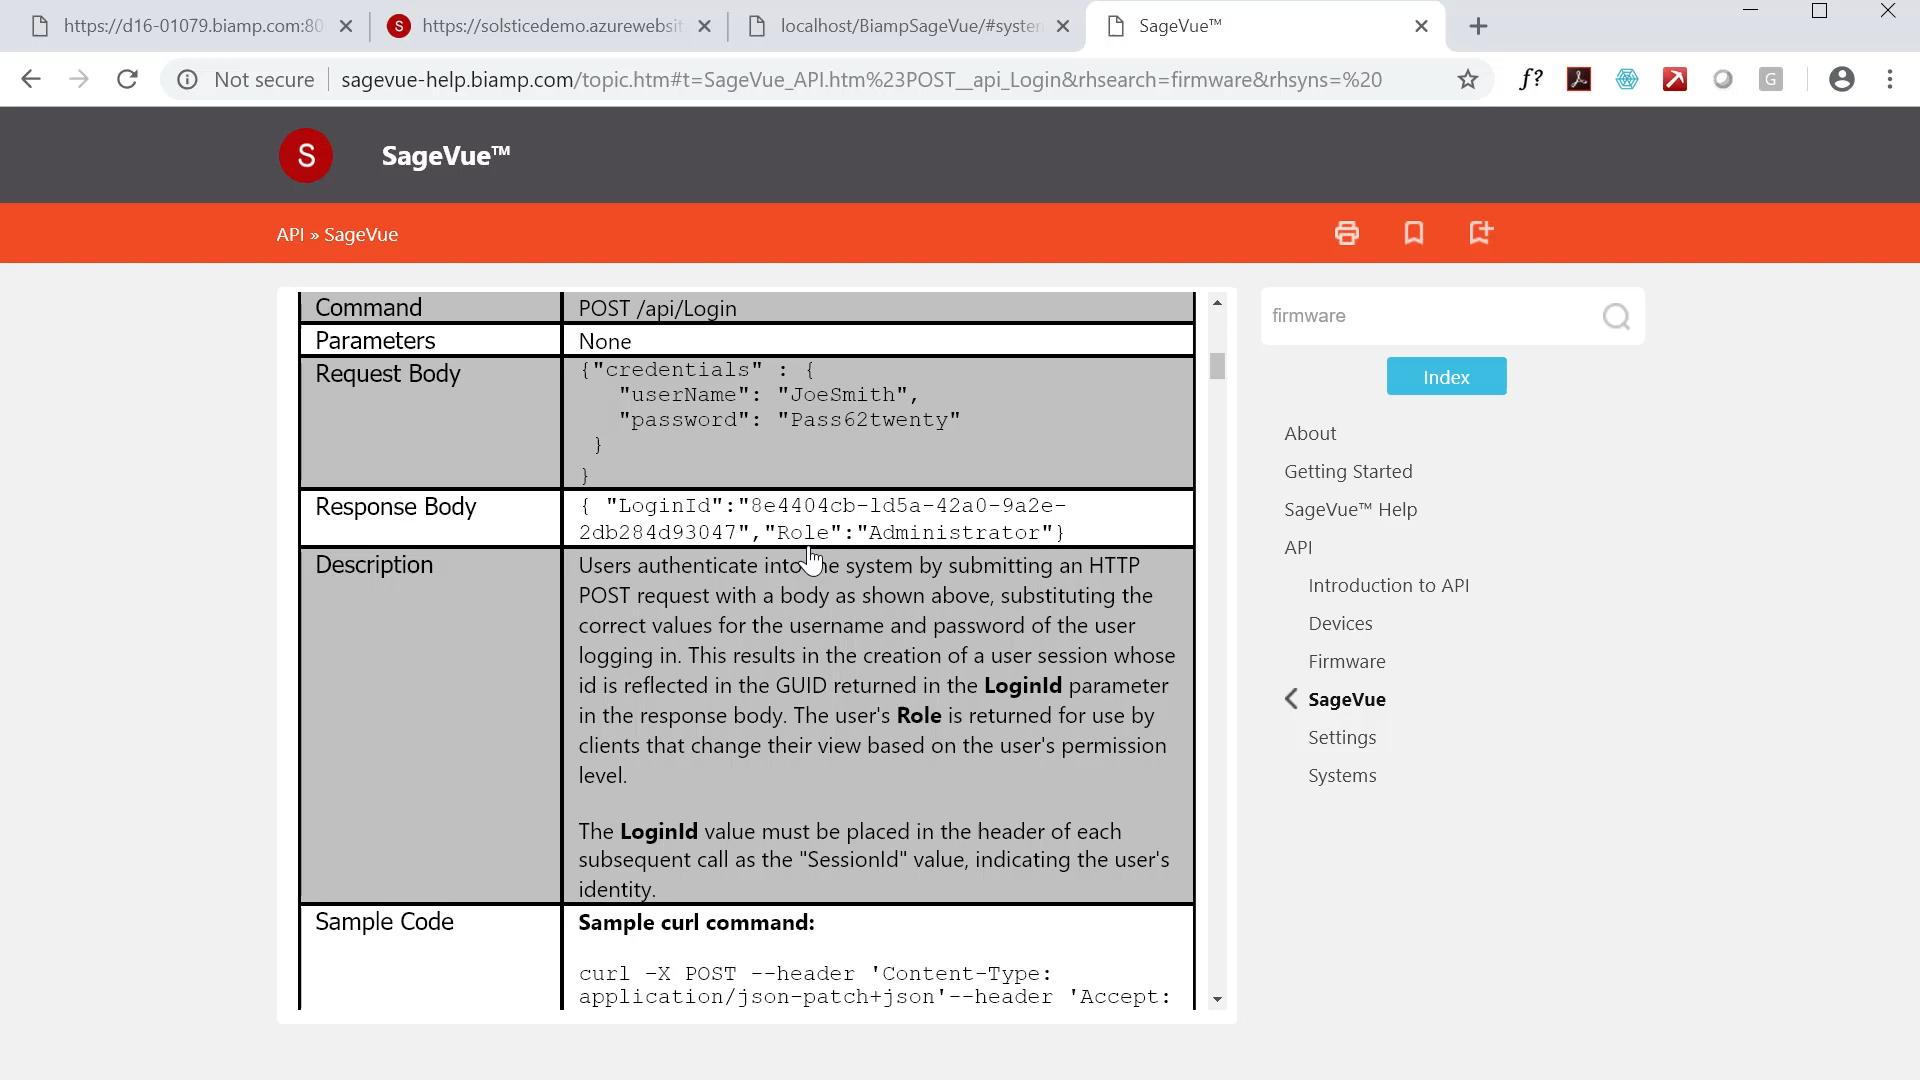 https://d16-01079.biamp.com:80
S https://solsticedemo.azurewebsit
localhost/BiampSageVue/#system
SageVue™
Not secure sagevue-help.biamp.com/topic.htm#t=SageVue_API.htm%23POST__api_Login&rhsearch=firmware&rhsyns=%20
f?
G
S SageVue™
API » SageVue
Command POST /api/Login
Parameters None
Request Body {"credentials" : {
"userName": "JoeSmith",
"password": "Pass62twenty"
}
}
Response Body { "LoginId":"8e4404cb-1d5a-42a0-9a2e-
2db284d93047","Role":"Administrator"}
Description Users authenticate into the system by submitting an HTTP
POST request with a body as shown above, substituting the
correct values for the username and password of the user
logging in. This results in the creation of a user session whose
id is reflected in the GUID returned in the LoginId parameter
in the response body. The user's Role is returned for use by
clients that change their view based on the user's permission
level.
The LoginId value must be placed in the header of each
subsequent call as the "SessionId" value, indicating the user's
identity.
Sample Code Sample curl command:
curl -X POST --header 'Content-Type:
application/json-patch+json'--header 'Accept:
firmware
Index
About
Getting Started
SageVue™ Help
API
Introduction to API
Devices
Firmware
SageVue
Settings
Systems